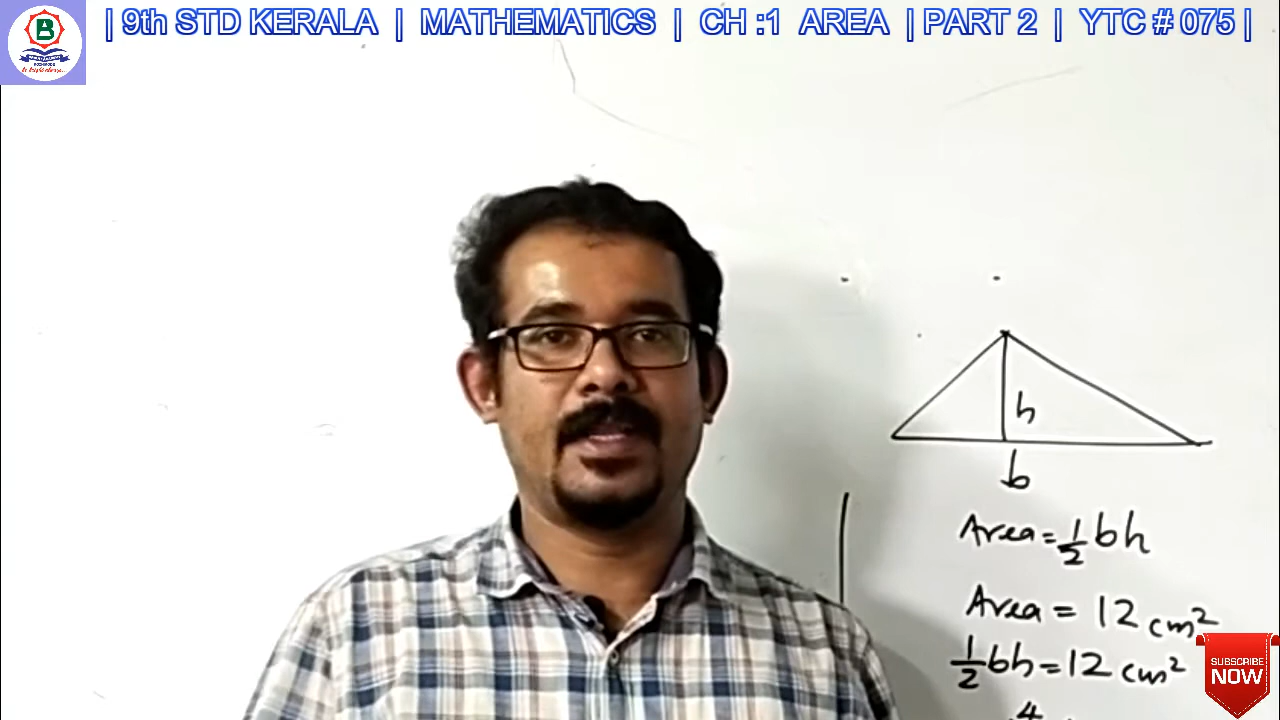 | 9th STD KERALA | MATHEMATICS | CH :1 AREA | PART 2 | YTC # 075 |
B
h
b
Area = 1/2 bh
Area = 12 cm²
1/2 bh = 12 cm²
4
SUBSCRIBE
NOW